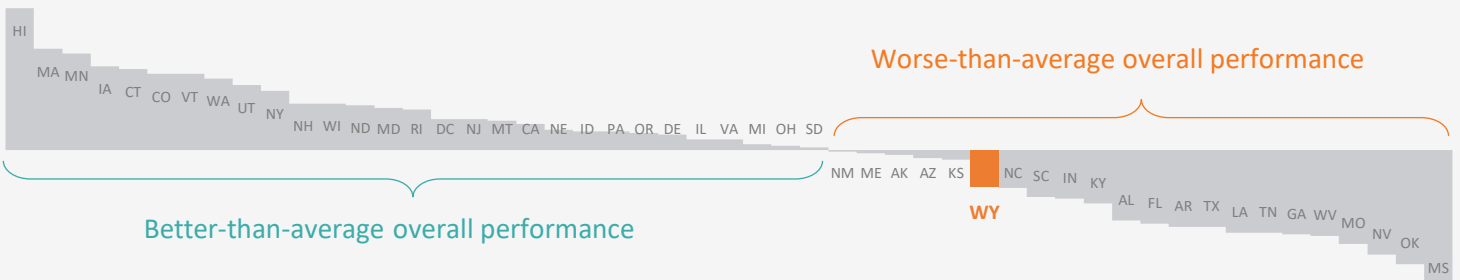 HI
MA MN IA CT CO VT WA UT NY NH WI ND MD RI DC NJ MT CA NE ID PA OR DE IL VA MI OH SD
Worse-than-average overall performance
NM ME AK AZ KS WY NC SC IN KY AL FL AR TX LA TN GA WV MO NV OK MS
Better-than-average overall performance